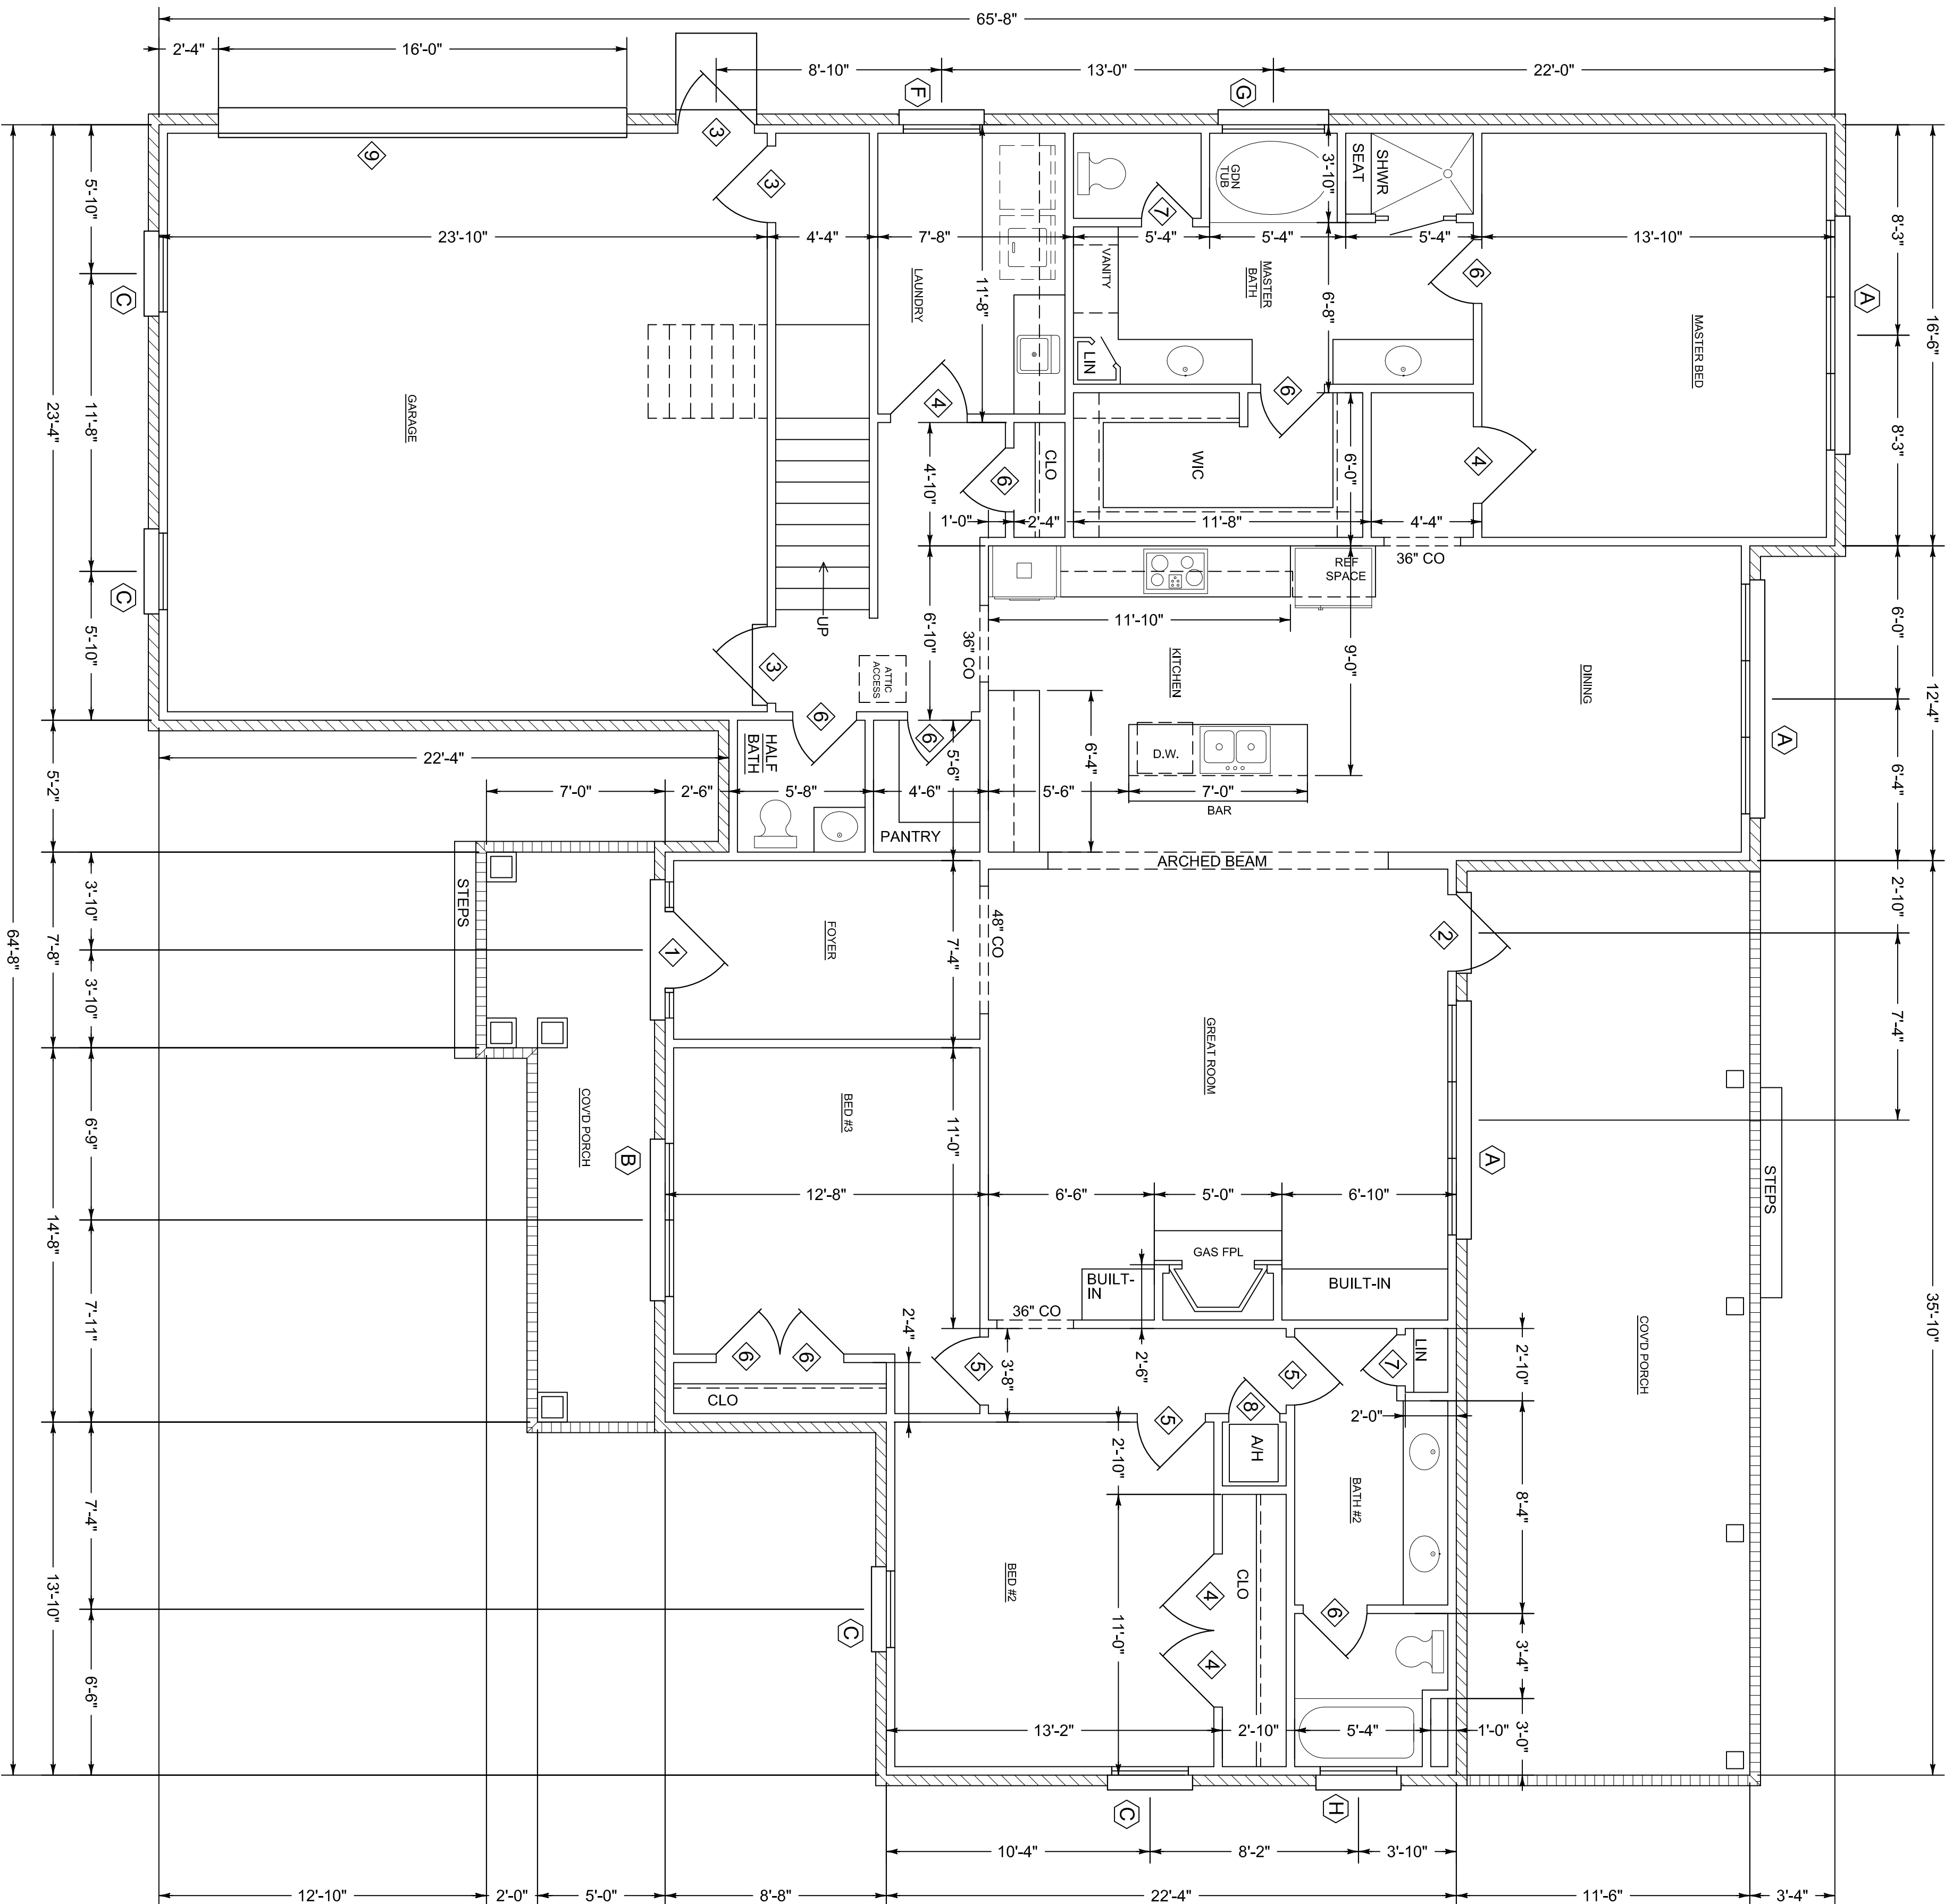 65'-8"
2'-4"
16'-0"
8'-10"
13'-0"
22'-0"
F
G
3
9
3
5'-10"
3'-10"
GDN
TUB
SEAT
SHWR
7
8'-3"
16'-6"
A
23'-10"
4'-4"
7'-8"
5'-4"
5'-4"
5'-4"
13'-10"
VANITY
MASTER
BATH
6
LAUNDRY
11'-8"
6'-8"
C
MASTER BED
LIN
6
4
GARAGE
23'-4"
11'-8"
8'-3"
4
4'-10"
6
CLO
WIC
6'-0"
1'-0"
2'-4"
11'-8"
4'-4"
36" CO
REF
SPACE
C
5'-10"
UP
6'-10"
36" CO
11'-10"
KITCHEN
9'-0"
DINING
6'-0"
12'-4"
3
ATTIC
ACCESS
6
6
A
6'-4"
5'-2"
22'-4"
HALF
BATH
5'-6"
6'-4"
D.W.
7'-0"
2'-6"
5'-8"
4'-6"
5'-6"
7'-0"
BAR
PANTRY
ARCHED BEAM
STEPS
3'-10"
7'-8"
64'-8"
1
FOYER
7'-4"
48" CO
2
2'-10"
3'-10"
GREAT ROOM
7'-4"
COV'D PORCH
BED #3
11'-0"
6'-9"
14'-8"
B
A
STEPS
12'-8"
6'-6"
5'-0"
6'-10"
GAS FPL
BUILT-
IN
BUILT-IN
35'-10"
36" CO
7'-11"
2'-4"
6
6
5
3'-8"
2'-6"
5
7
LIN
2'-10"
COV'D PORCH
CLO
5
8
2'-0"
2'-10"
A/H
BATH #2
8'-4"
7'-4"
13'-10"
BED #2
CLO
4
6
C
11'-0"
4
3'-4"
6'-6"
13'-2"
2'-10"
5'-4"
1'-0"
3'-0"
C
H
10'-4"
8'-2"
3'-10"
12'-10"
2'-0"
5'-0"
8'-8"
22'-4"
11'-6"
3'-4"